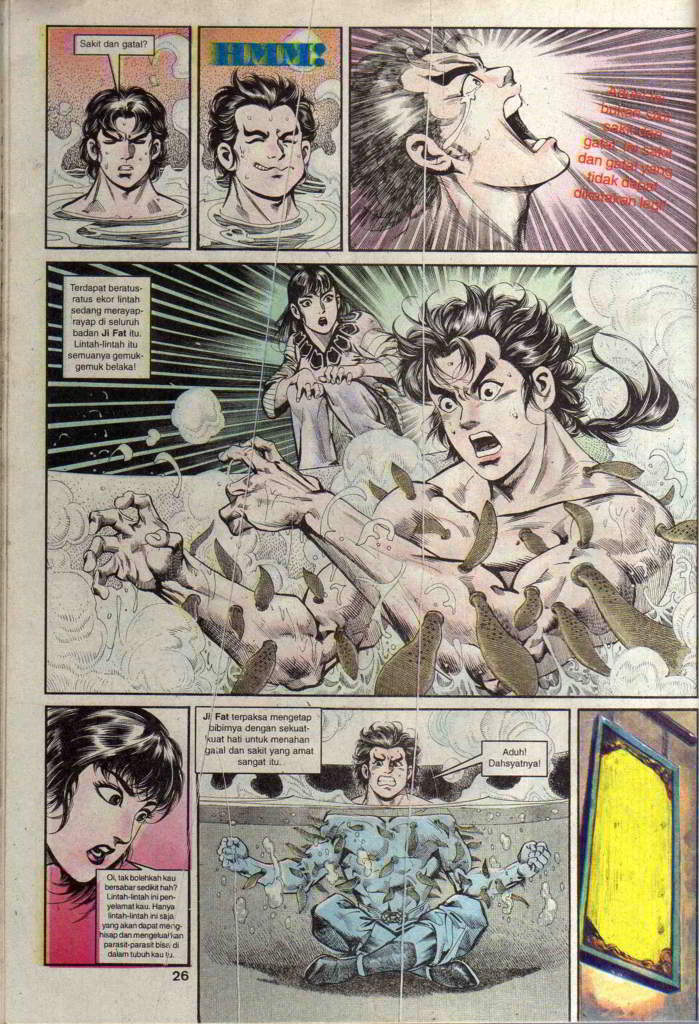 Sakit dan gatal?
HMM!
bukan saja
sakit dan
gatal, ini sakit
dan gatal yang
tidak dapat
dikatakan lagi!
Terdapat beratus-
ratus ekor lintah
sedang merayap-
rayap di seluruh
badan Ji Fat itu.
Lintah-lintah itu
semuanya gemuk-
gemuk belaka!
Oi, tak bolehkah kau
bersabar sedikit hah?
Lintah-lintah ini pen-
yelamat kau. Hanya
lintah-lintah ini saja
yang akan dapat meng-
hisap dan mengeluarkan
parasit-parasit bisa di
dalam tubuh kau itu.
Ji Fat terpaksa mengetap
bibirnya dengan sekuat-
kuat hati untuk menahan
gatal dan sakit yang amat
sangat itu..
Aduh!
Dahsyatnya!
26